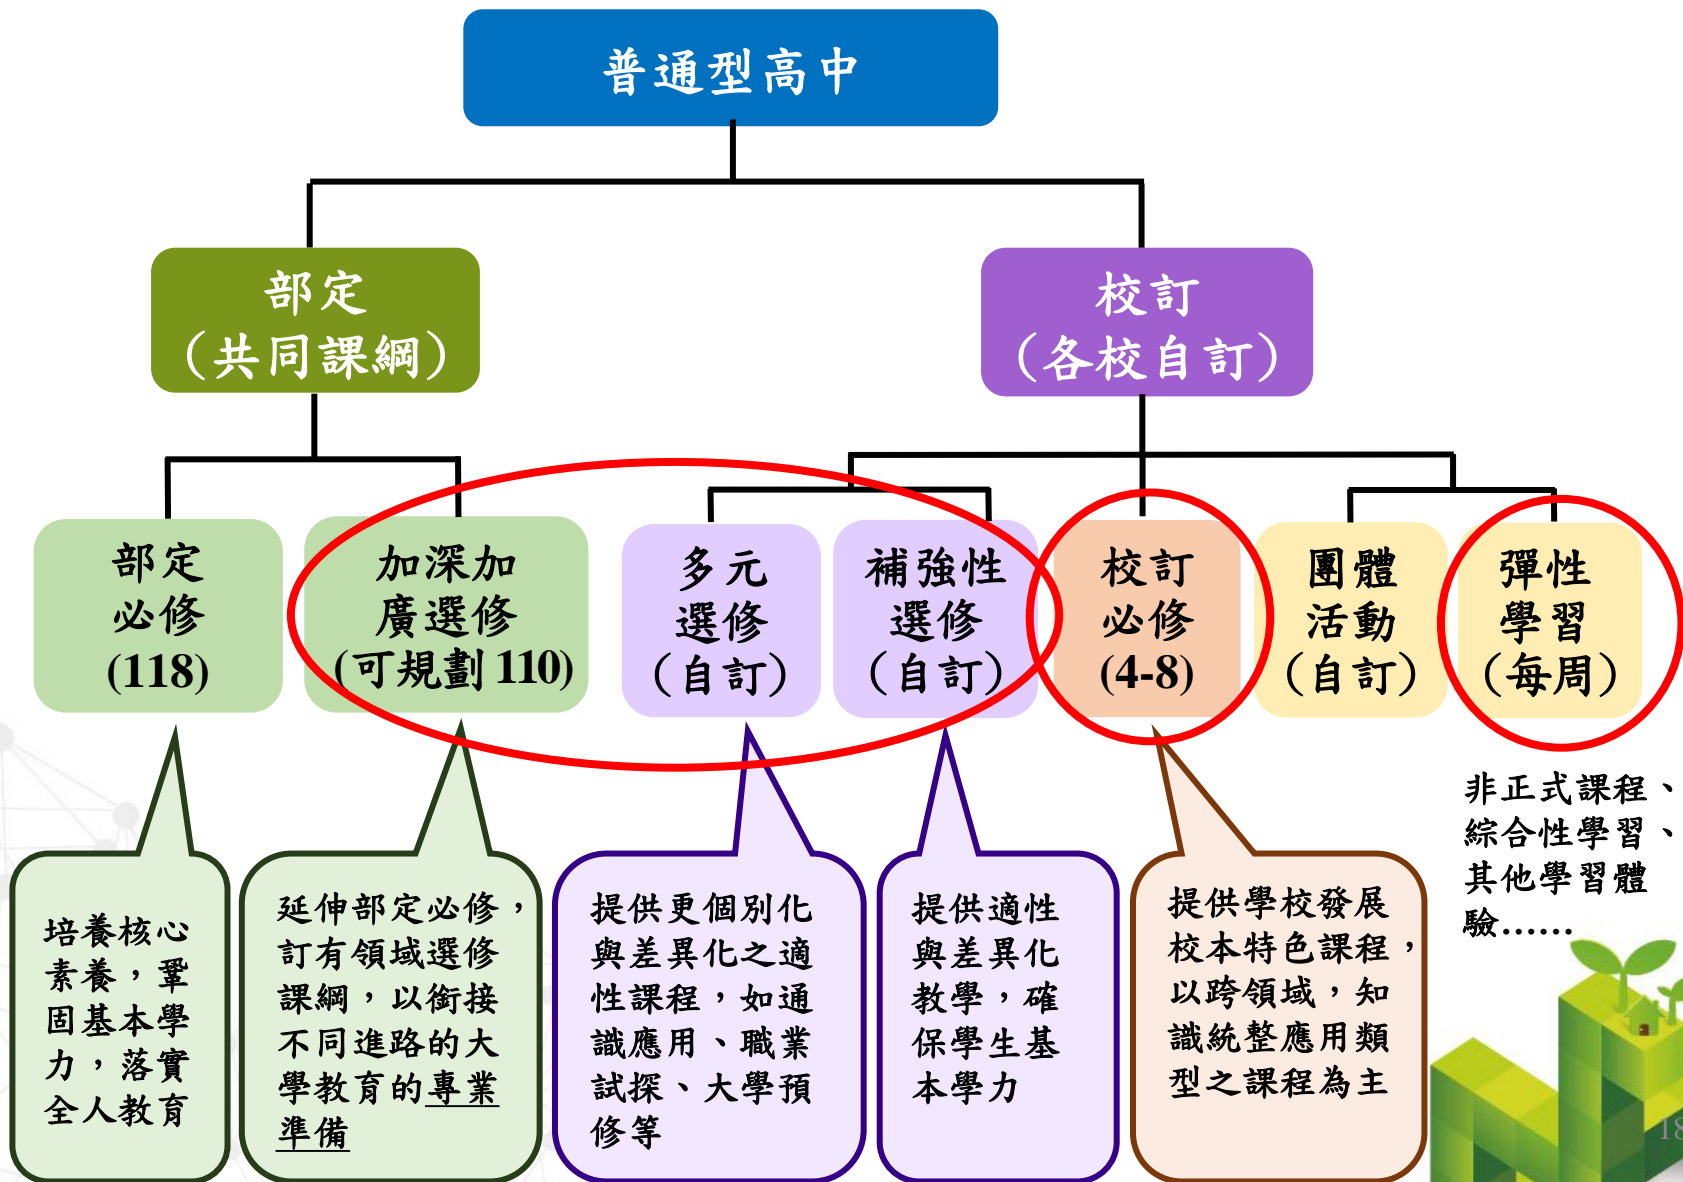 普通型高中
部定
（共同課綱）
校訂
（各校自訂）
部定
必修
(118)
加深加
廣選修
(可規劃110)
多元
選修
（自訂）
補強性
選修
（自訂）
校訂
必修
(4-8)
團體
活動
（自訂）
彈性
學習
（每周）
培養核心
素養，鞏
固基本學
力，落實
全人教育
延伸部定必修，
訂有領域選修
課綱，以銜接
不同進路的大
學教育的專業
準備
提供更個別化
與差異化之適
性課程，如通
識應用、職業
試探、大學預
修等
提供適性
與差異化
教學，確
保學生基
本學力
提供學校發展
校本特色課程，
以跨領域，知
識統整應用類
型之課程為主
非正式課程、
綜合性學習、
其他學習體
驗……
18